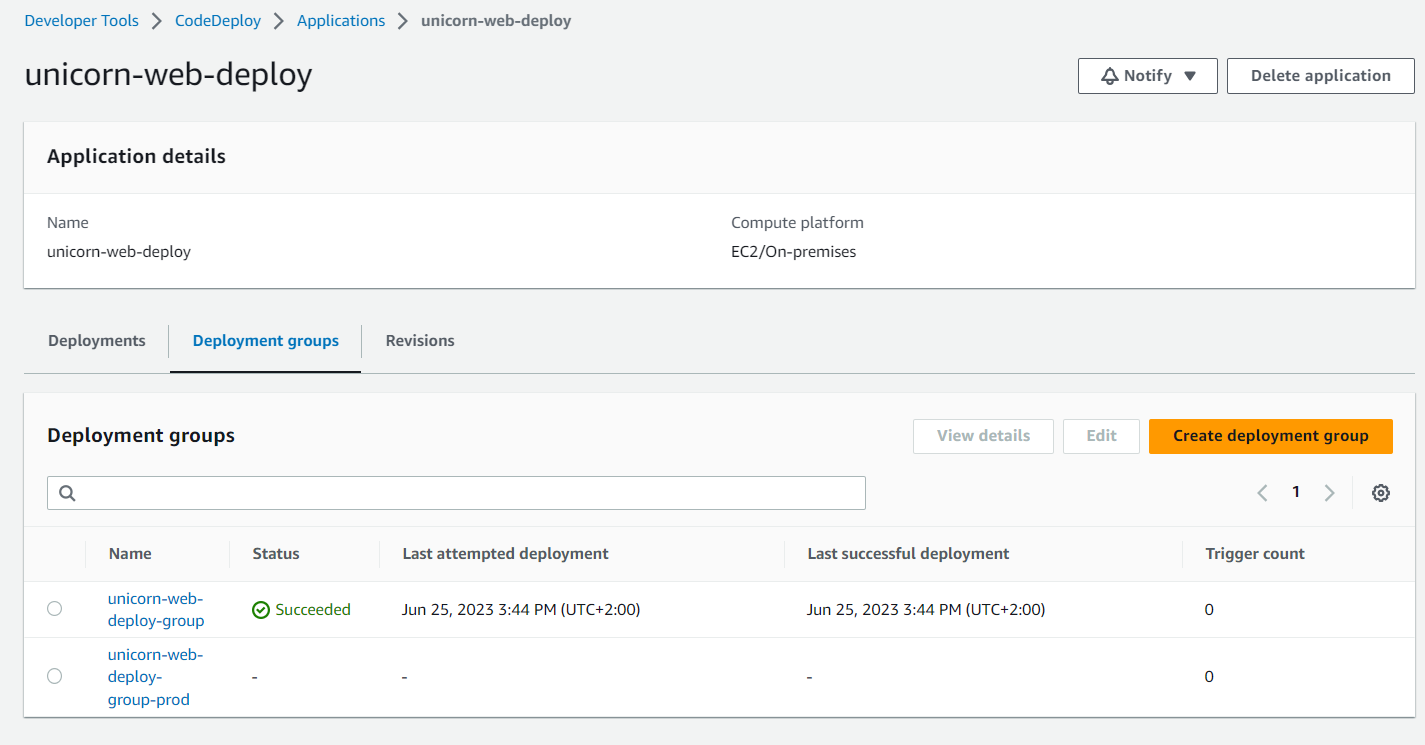 Developer Tools > CodeDeploy > Applications > unicorn-web-deploy
unicorn-web-deploy
Notify ▼
Delete application
Application details
Name
unicorn-web-deploy
Compute platform
EC2/On-premises
Deployments
Deployment groups
Revisions
Deployment groups
View details
Edit
Create deployment group
< 1 >
Name
Status
Last attempted deployment
Last successful deployment
Trigger count
unicorn-web-
deploy-group
Succeeded
Jun 25, 2023 3:44 PM (UTC+2:00)
Jun 25, 2023 3:44 PM (UTC+2:00)
0
unicorn-web-
deploy-
group-prod
-
-
-
0